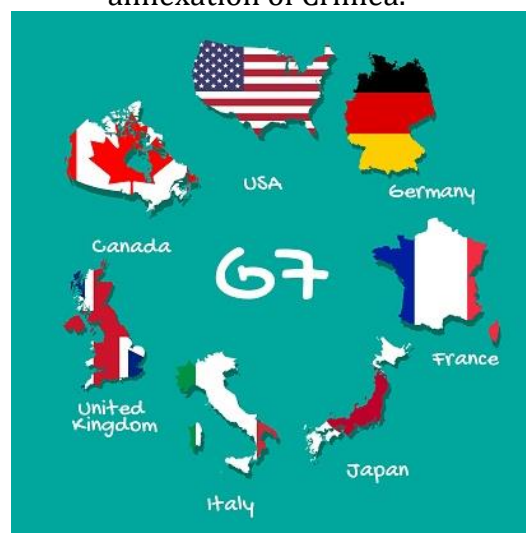 annexation of Crimea.
USA
Germany
Canada
G7
France
United
Kingdom
Japan
Italy